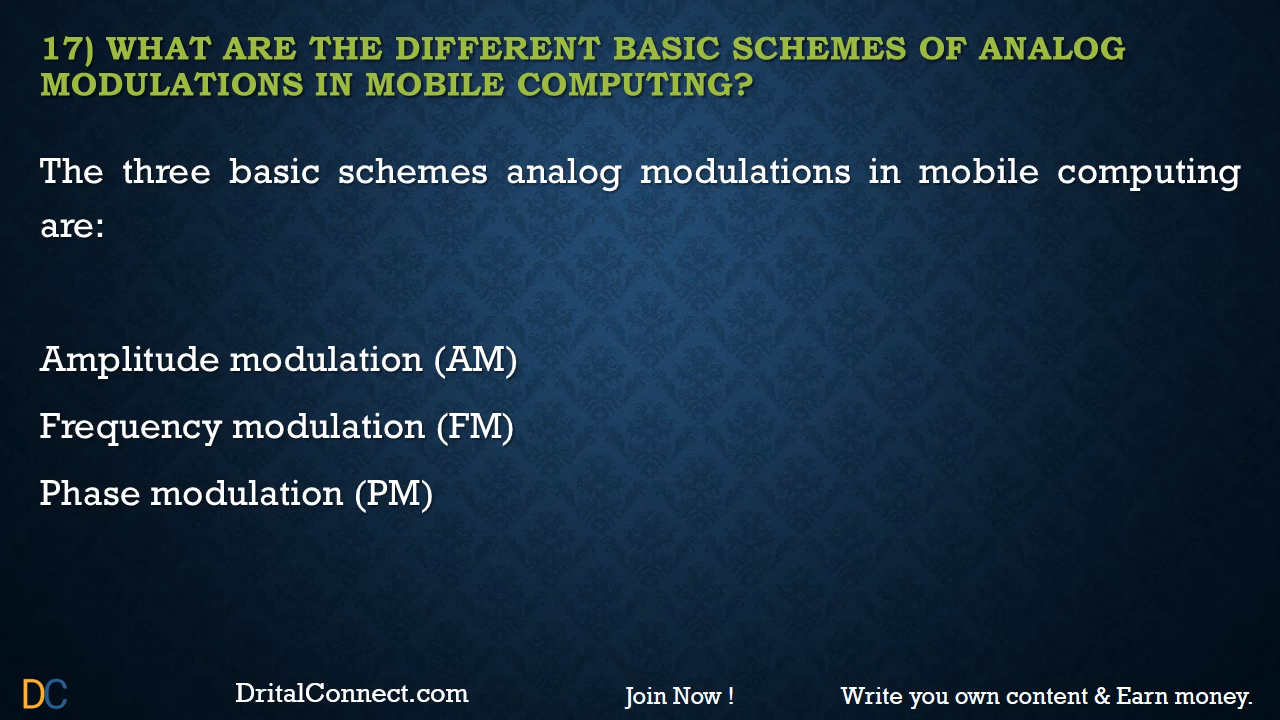 17) WHAT ARE THE DIFFERENT BASIC SCHEMES OF ANALOG
MODULATIONS IN MOBILE COMPUTING?
The three basic schemes analog modulations in mobile computing
are:
Amplitude modulation (AM)
Frequency modulation (FM)
Phase modulation (PM)
DC DritalConnect.com Join Now ! Write you own content & Earn money.